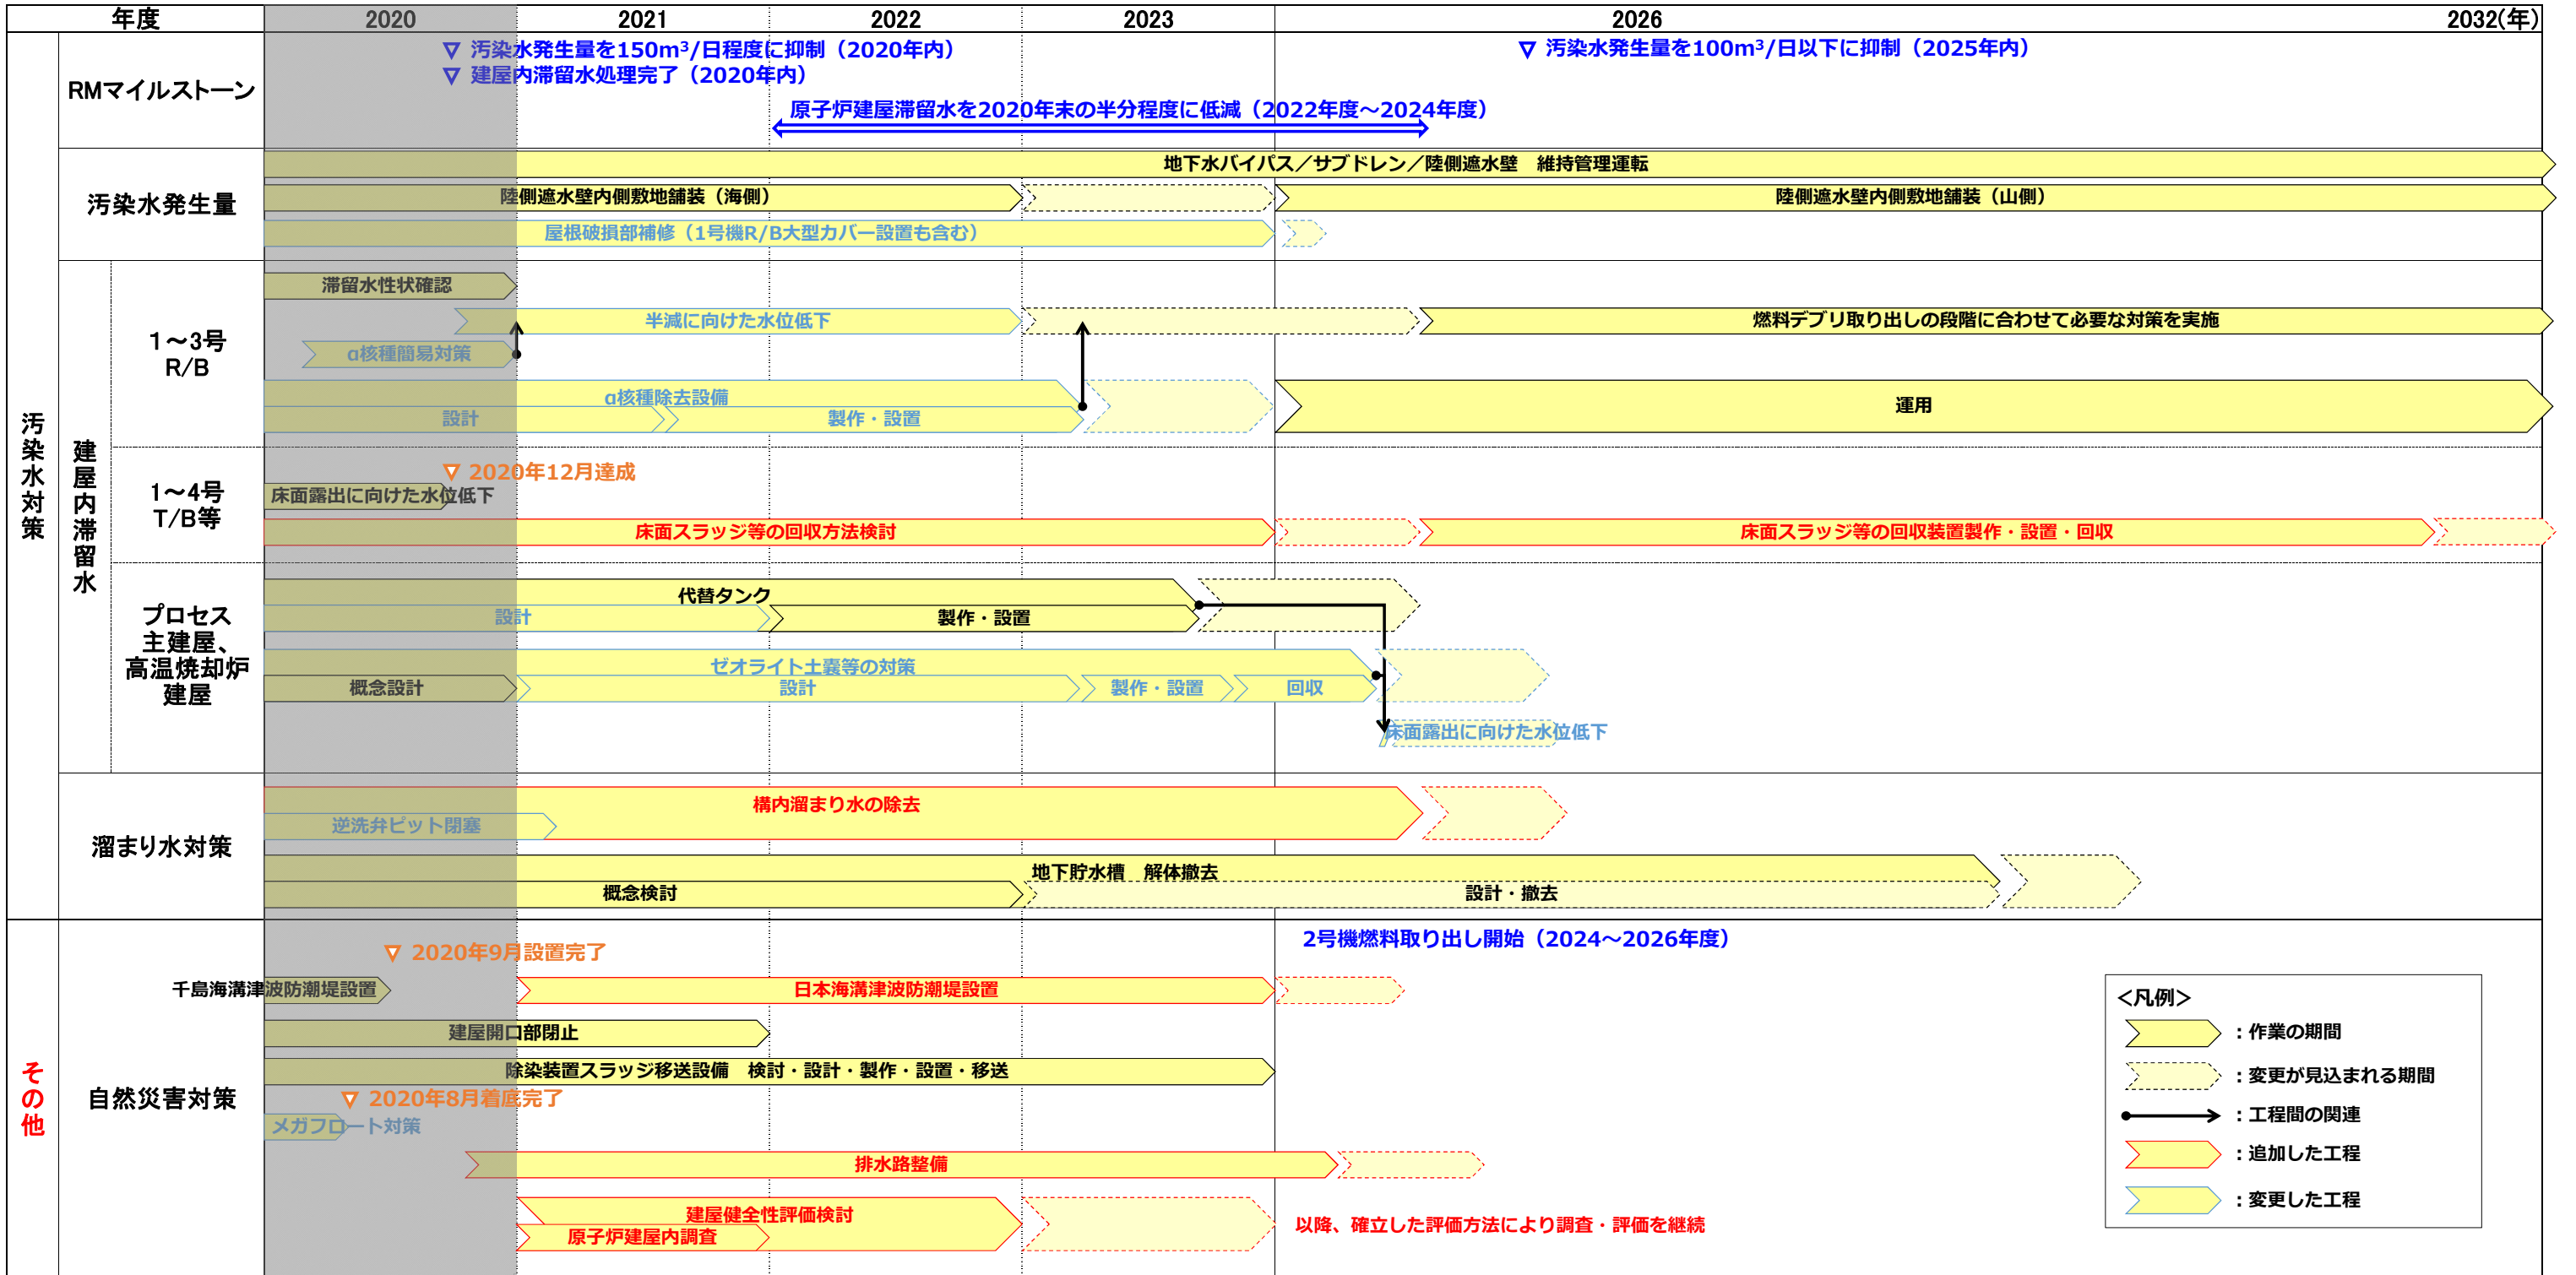 年度 2020 2021 2022 2023 2026 2032(年)
汚染水対策
RMマイルストーン
▽ 汚染水発生量を150m³/日程度に抑制（2020年内）
▽ 汚染水発生量を100m³/日以下に抑制（2025年内）
▽ 建屋内滞留水処理完了（2020年内）
原子炉建屋滞留水を2020年末の半分程度に低減（2022年度～2024年度）
汚染水発生量
地下水バイパス／サブドレン／陸側遮水壁　維持管理運転
陸側遮水壁内側敷地舗装（海側）
陸側遮水壁内側敷地舗装（山側）
屋根破損部補修（1号機R/B大型カバー設置も含む）
建屋内滞留水
1～3号
R/B
滞留水性状確認
半減に向けた水位低下
燃料デブリ取り出しの段階に合わせて必要な対策を実施
α核種簡易対策
α核種除去設備
設計
製作・設置
運用
1～4号
T/B等
▽ 2020年12月達成
床面露出に向けた水位低下
床面スラッジ等の回収方法検討
床面スラッジ等の回収装置製作・設置・回収
プロセス
主建屋、
高温焼却炉
建屋
代替タンク
設計
製作・設置
ゼオライト土嚢等の対策
概念設計
設計
製作・設置
回収
床面露出に向けた水位低下
溜まり水対策
構内溜まり水の除去
逆洗弁ピット閉塞
地下貯水槽　解体撤去
概念検討
設計・撤去
その他
自然災害対策
2号機燃料取り出し開始（2024～2026年度）
▽ 2020年9月設置完了
千島海溝津波防潮堤設置
日本海溝津波防潮堤設置
建屋開口部閉止
除染装置スラッジ移送設備　検討・設計・製作・設置・移送
▽ 2020年8月着底完了
メガフロート対策
排水路整備
建屋健全性評価検討
原子炉建屋内調査
以降、確立した評価方法により調査・評価を継続
＜凡例＞
：作業の期間
：変更が見込まれる期間
：工程間の関連
：追加した工程
：変更した工程